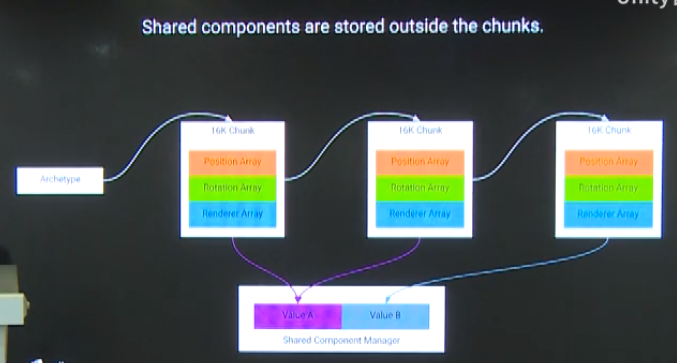 Unity
Shared components are stored outside the chunks.
16K Chunk
16K Chunk
16K Chunk
Position Array
Position Array
Position Array
Archetype
Rotation Array
Rotation Array
Rotation Array
Renderer Array
Renderer Array
Renderer Array
Value A
Value B
Shared Component Manager